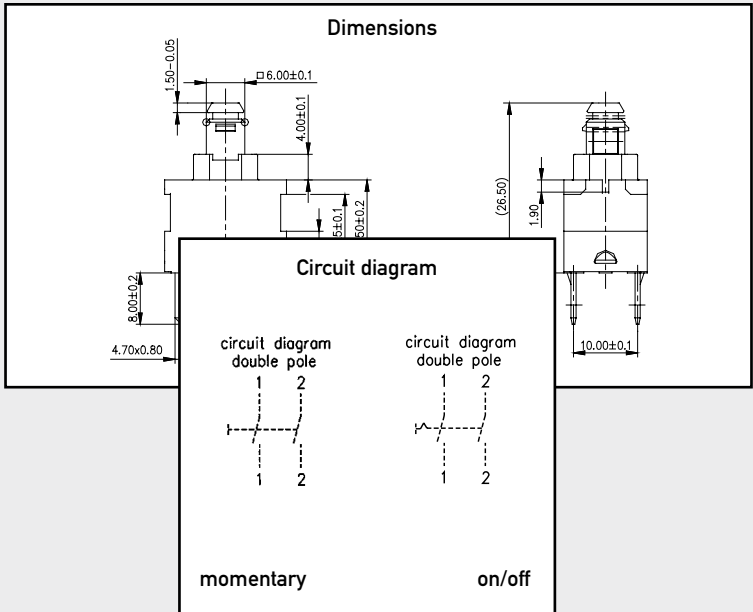 Dimensions
1.50-0.05
□6.00±0.1
4.00±0.1
5±0.1
50±0.2
(26.50)
1.90
8.00±0.2
4.70x0.80
10.00±0.1
Circuit diagram
circuit diagram
double pole
1 2
1 2
circuit diagram
double pole
1 2
1 2
momentary
on/off